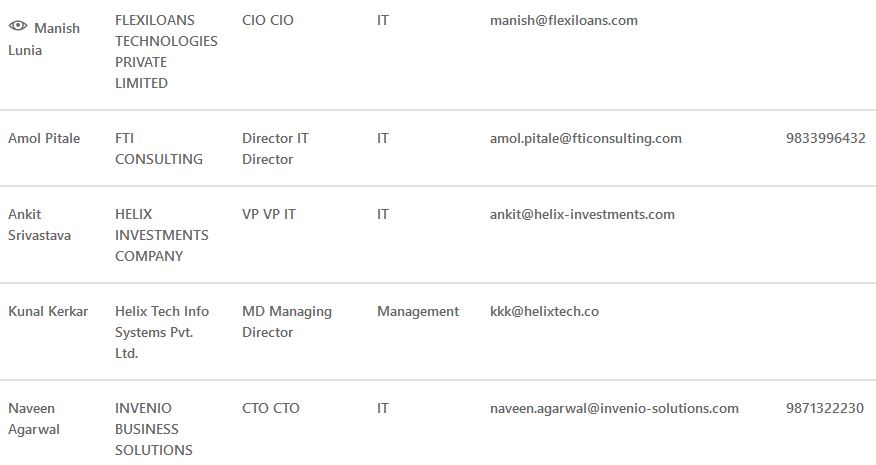 Manish Lunia FLEXILOANS TECHNOLOGIES PRIVATE LIMITED CIO CIO IT manish@flexiloans.com
Amol Pitale FTI CONSULTING Director IT Director IT amol.pitale@fticonsulting.com 9833996432
Ankit Srivastava HELIX INVESTMENTS COMPANY VP VP IT IT ankit@helix-investments.com
Kunal Kerkar Helix Tech Info Systems Pvt. Ltd. MD Managing Director Management kkk@helixtech.co
Naveen Agarwal INVENIO BUSINESS SOLUTIONS CTO CTO IT naveen.agarwal@invenio-solutions.com 9871322230